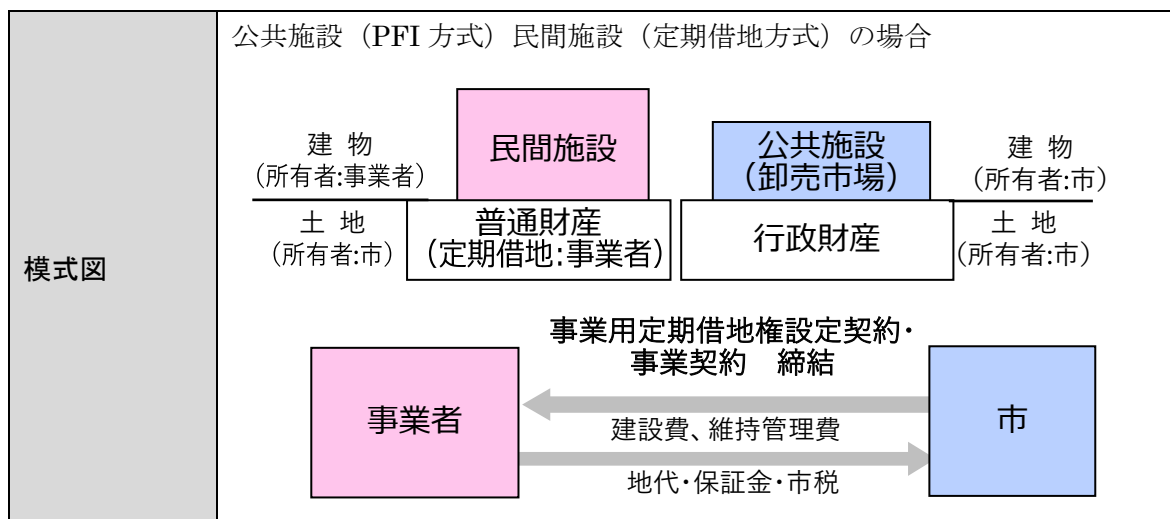 模式図
公共施設（PFI 方式）民間施設（定期借地方式）の場合
民間施設
公共施設
（卸売市場）
建 物
（所有者:事業者）
建 物
（所有者:市）
土 地
（所有者:市）
普通財産
（定期借地:事業者）
行政財産
土 地
（所有者:市）
事業用定期借地権設定契約・
事業契約　締結
事業者
市
建設費、維持管理費
地代・保証金・市税